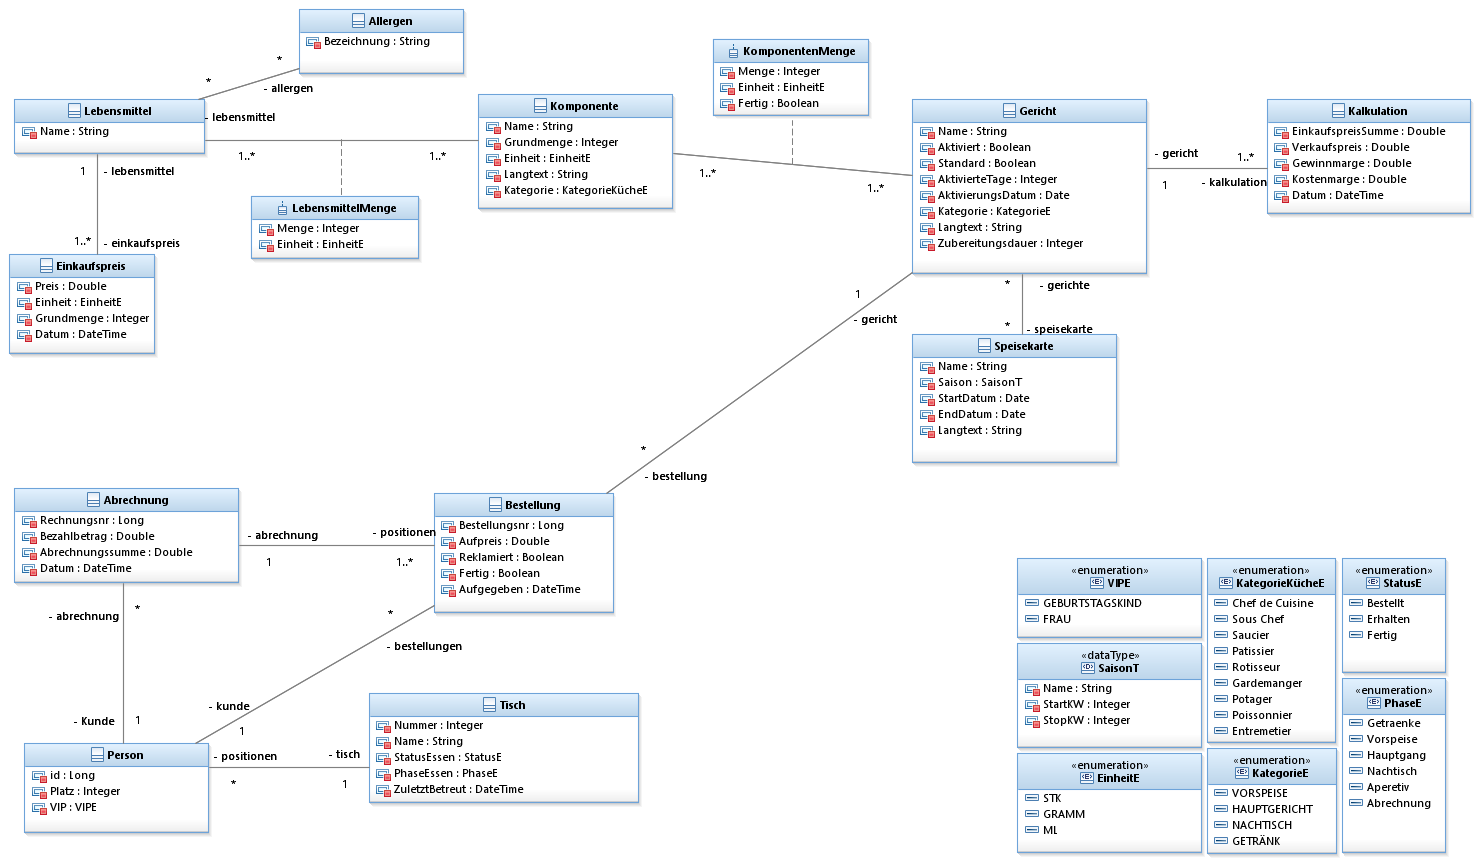 Allergen
Bezeichnung : String
*
*
- allergen
Lebensmittel
Name : String
- lebensmittel
1..*
1..*
1
- lebensmittel
1..*
- einkaufspreis
LebensmittelMenge
Menge : Integer
Einheit : EinheitE
Einkaufspreis
Preis : Double
Einheit : EinheitE
Grundmenge : Integer
Datum : DateTime
Komponente
Name : String
Grundmenge : Integer
Einheit : EinheitE
Langtext : String
Kategorie : KategorieKücheE
KomponentenMenge
Menge : Integer
Einheit : EinheitE
Fertig : Boolean
1..*
1..*
Gericht
Name : String
Aktiviert : Boolean
Standard : Boolean
AktivierteTage : Integer
AktivierungsDatum : Date
Kategorie : KategorieE
Langtext : String
Zubereitungsdauer : Integer
- gericht
1..*
1
- kalkulation
Kalkulation
EinkaufspreisSumme : Double
Verkaufspreis : Double
Gewinnmarge : Double
Kostenmarge : Double
Datum : DateTime
*
- gerichte
*
- speisekarte
Speisekarte
Name : String
Saison : SaisonT
StartDatum : Date
EndDatum : Date
Langtext : String
1
- gericht
*
- bestellung
Abrechnung
Rechnungsnr : Long
Bezahlbetrag : Double
Abrechnungssumme : Double
Datum : DateTime
- abrechnung
1
- positionen
1..*
Bestellung
Bestellungsnr : Long
Aufpreis : Double
Reklamiert : Boolean
Fertig : Boolean
Aufgegeben : DateTime
*
- abrechnung
- Kunde
1
*
- bestellungen
- kunde
1
Person
id : Long
Platz : Integer
VIP : VIPE
- positionen
*
- tisch
1
Tisch
Nummer : Integer
Name : String
StatusEssen : StatusE
PhaseEssen : PhaseE
ZuletztBetreut : DateTime
«enumeration»
VIPE
GEBURTSTAGSKIND
FRAU
«dataType»
SaisonT
Name : String
StartKW : Integer
StopKW : Integer
«enumeration»
EinheitE
STK
GRAMM
ML
«enumeration»
KategorieKücheE
Chef de Cuisine
Sous Chef
Saucier
Patissier
Rotisseur
Gardemanger
Potager
Poissonnier
Entremetier
«enumeration»
KategorieE
VORSPEISE
HAUPTGERICHT
NACHTISCH
GETRÄNK
«enumeration»
StatusE
Bestellt
Erhalten
Fertig
«enumeration»
PhaseE
Getraenke
Vorspeise
Hauptgang
Nachtisch
Aperetiv
Abrechnung